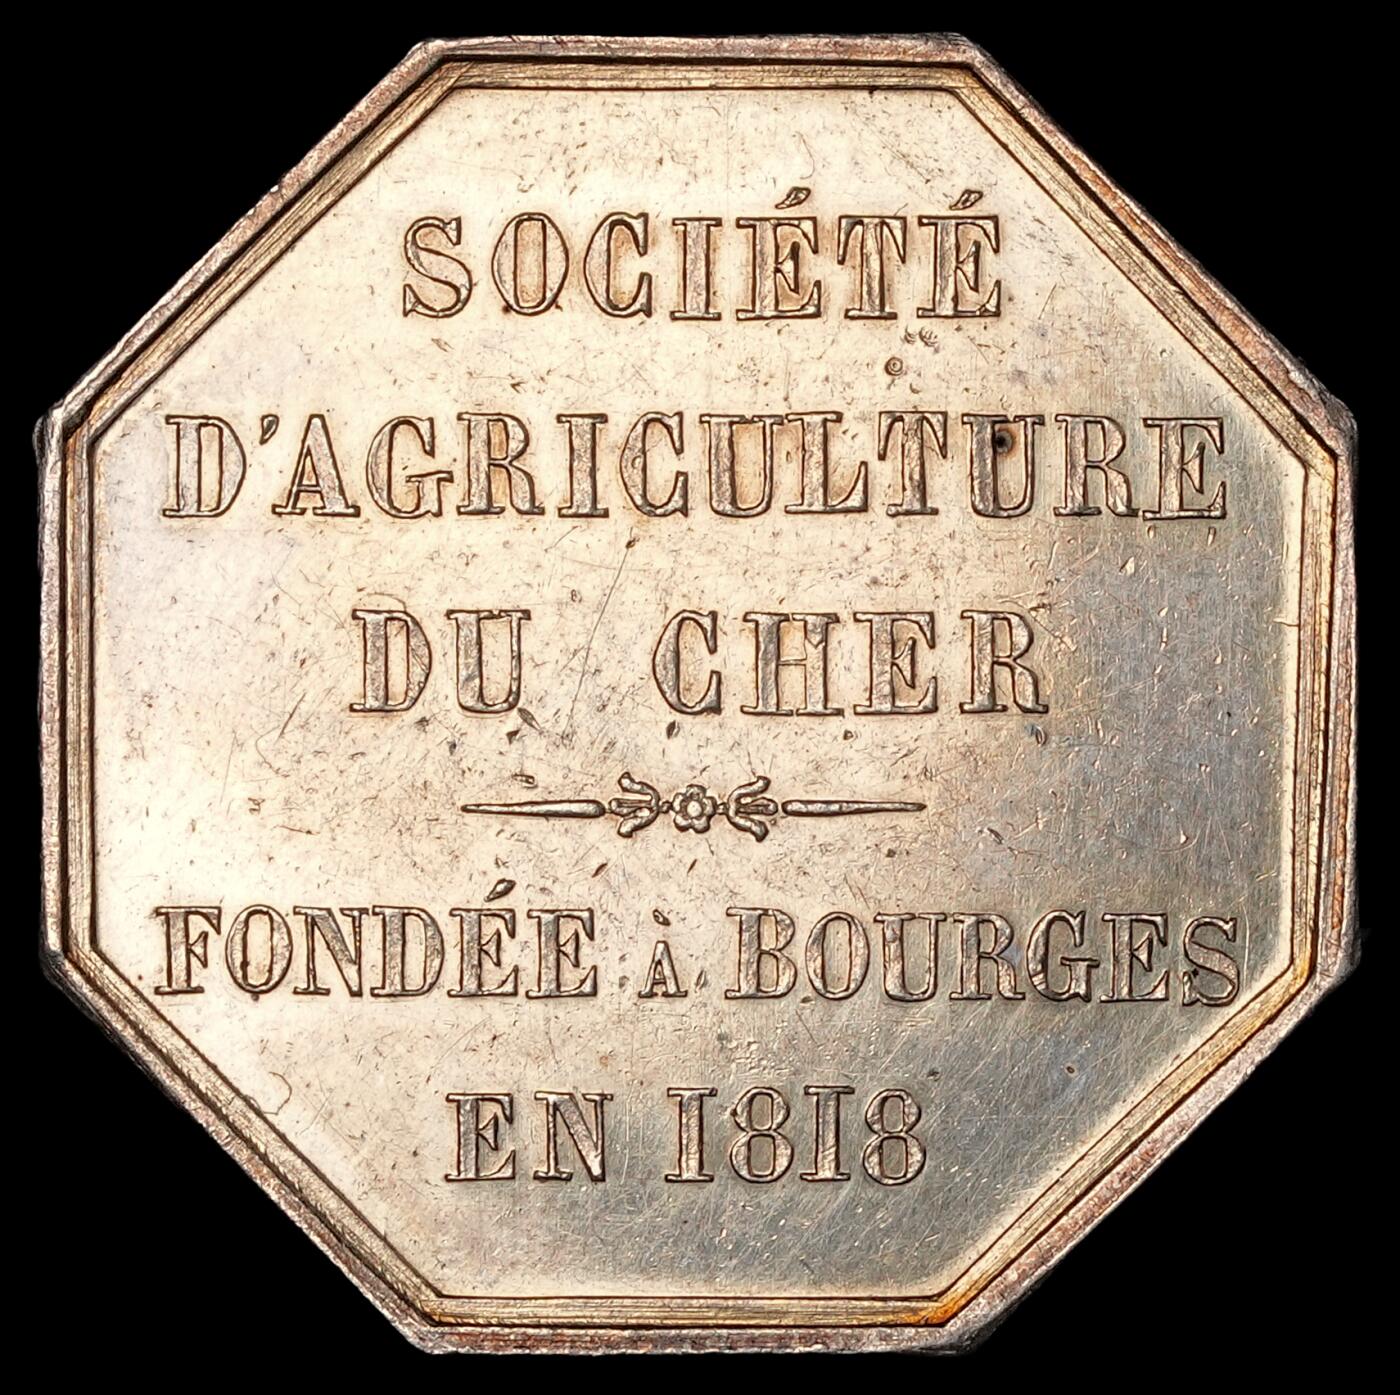 SOCIÉTÉ
D'AGRICULTURE
DU CHER
FONDÉE À BOURGES
EN 1818